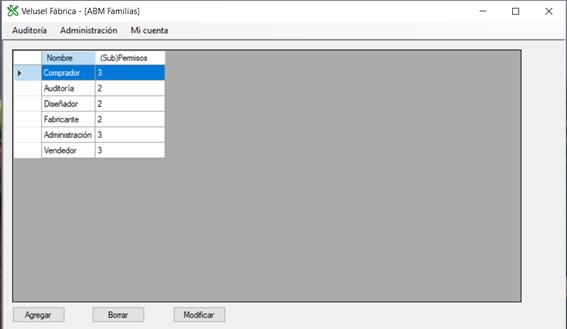 Velusel Fábrica - [ABM Familias]
Auditoría Administración Mi cuenta
Nombre (Sub)Permisos
Comprador 3
Auditoría 2
Diseñador 2
Fabricante 2
Administración 3
Vendedor 3
Agregar Borrar Modificar